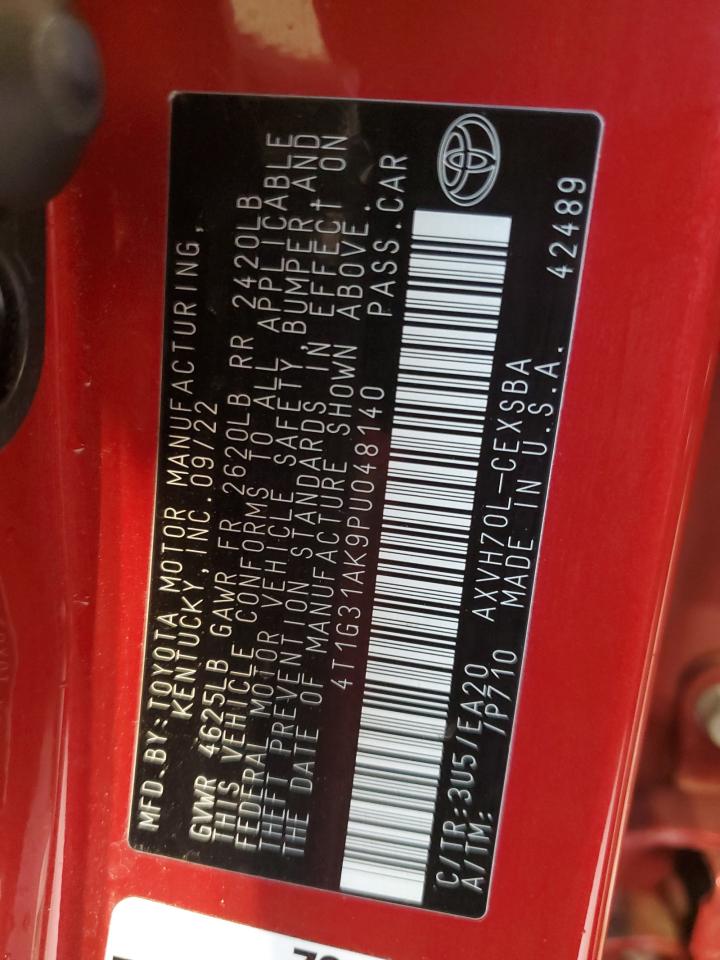 MFD.BY:TOYOTA MOTOR MANUFACTURING,
KENTUCKY,INC.09/22
GVWR 4625LB GAWR FR 2620LB RR 2420LB
THIS VEHICLE CONFORMS TO ALL APPLICABLE
FEDERAL MOTOR VEHICLE SAFETY, BUMPER, AND
THEFT PREVENTION STANDARDS IN EFFECT ON
THE DATE OF MANUFACTURE SHOWN ABOVE.
4T1G31AK9PU048140 PASS.CAR
C/TR:3U5/EA20 AXVH70L-CEXSBA
A/TM: /P710 MADE IN U.S.A. 42489